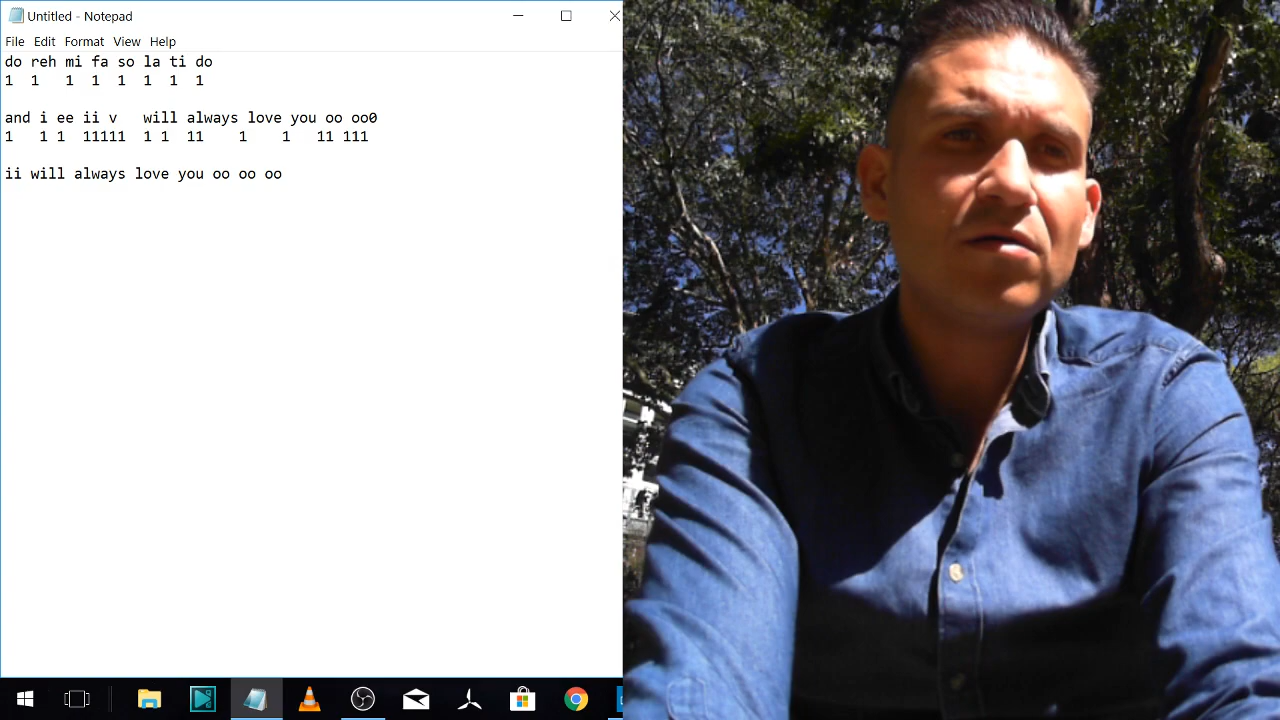 Untitled - Notepad
File Edit Format View Help
do reh mi fa so la ti do
1  1   1  1  1  1  1  1
and i ee ii v   will always love you oo oo0
1   1 1  11111  1 1  11    1    1   11 111
ii will always love you oo oo oo